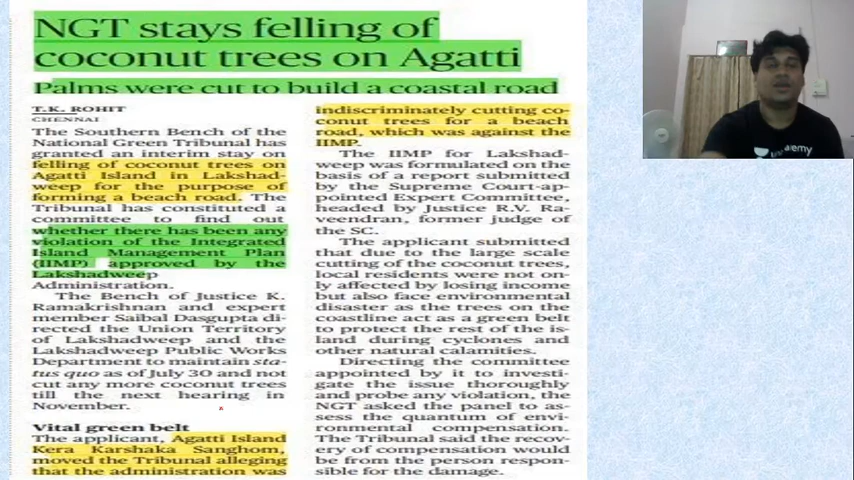 NGT stays felling of
coconut trees on Agatti
Palms were cut to build a coastal road
T.K. ROHIT
CHENNAI
The Southern Bench of the
National Green Tribunal has
granted an interim stay on
felling of coconut trees on
Agatti Island in Lakshad-
weep for the purpose of
forming a beach road. The
Tribunal has constituted a
committee to find out
whether there has been any
violation of the Integrated
Island Management Plan
(IIMP) approved by the
Lakshadweep
Administration.
The Bench of Justice K.
Ramakrishnan and expert
member Saibal Dasgupta di-
rected the Union Territory
of Lakshadweep and the
Lakshadweep Public Works
Department to maintain sta-
tus quo as of July 30 and not
cut any more coconut trees
till the next hearing in
November.
Vital green belt
The applicant, Agatti Island
Kera Karshaka Sanghom,
moved the Tribunal alleging
that the administration was
indiscriminately cutting co-
conut trees for a beach
road, which was against the
IIMP.
The IIMP for Lakshad-
weep was formulated on the
basis of a report submitted
by the Supreme Court-ap-
pointed Expert Committee,
headed by Justice R.V. Ra-
veendran, former judge of
the SC.
The applicant submitted
that due to the large scale
cutting of the coconut trees,
local residents were not on-
ly affected by losing income
but also face environmental
disaster as the trees on the
coastline act as a green belt
to protect the rest of the is-
land during cyclones and
other natural calamities.
Directing the committee
appointed by it to investi-
gate the issue thoroughly
and probe any violation, the
NGT asked the panel to as-
sess the quantum of envi-
ronmental compensation.
The Tribunal said the recov-
ery of compensation would
be from the person respon-
sible for the damage.